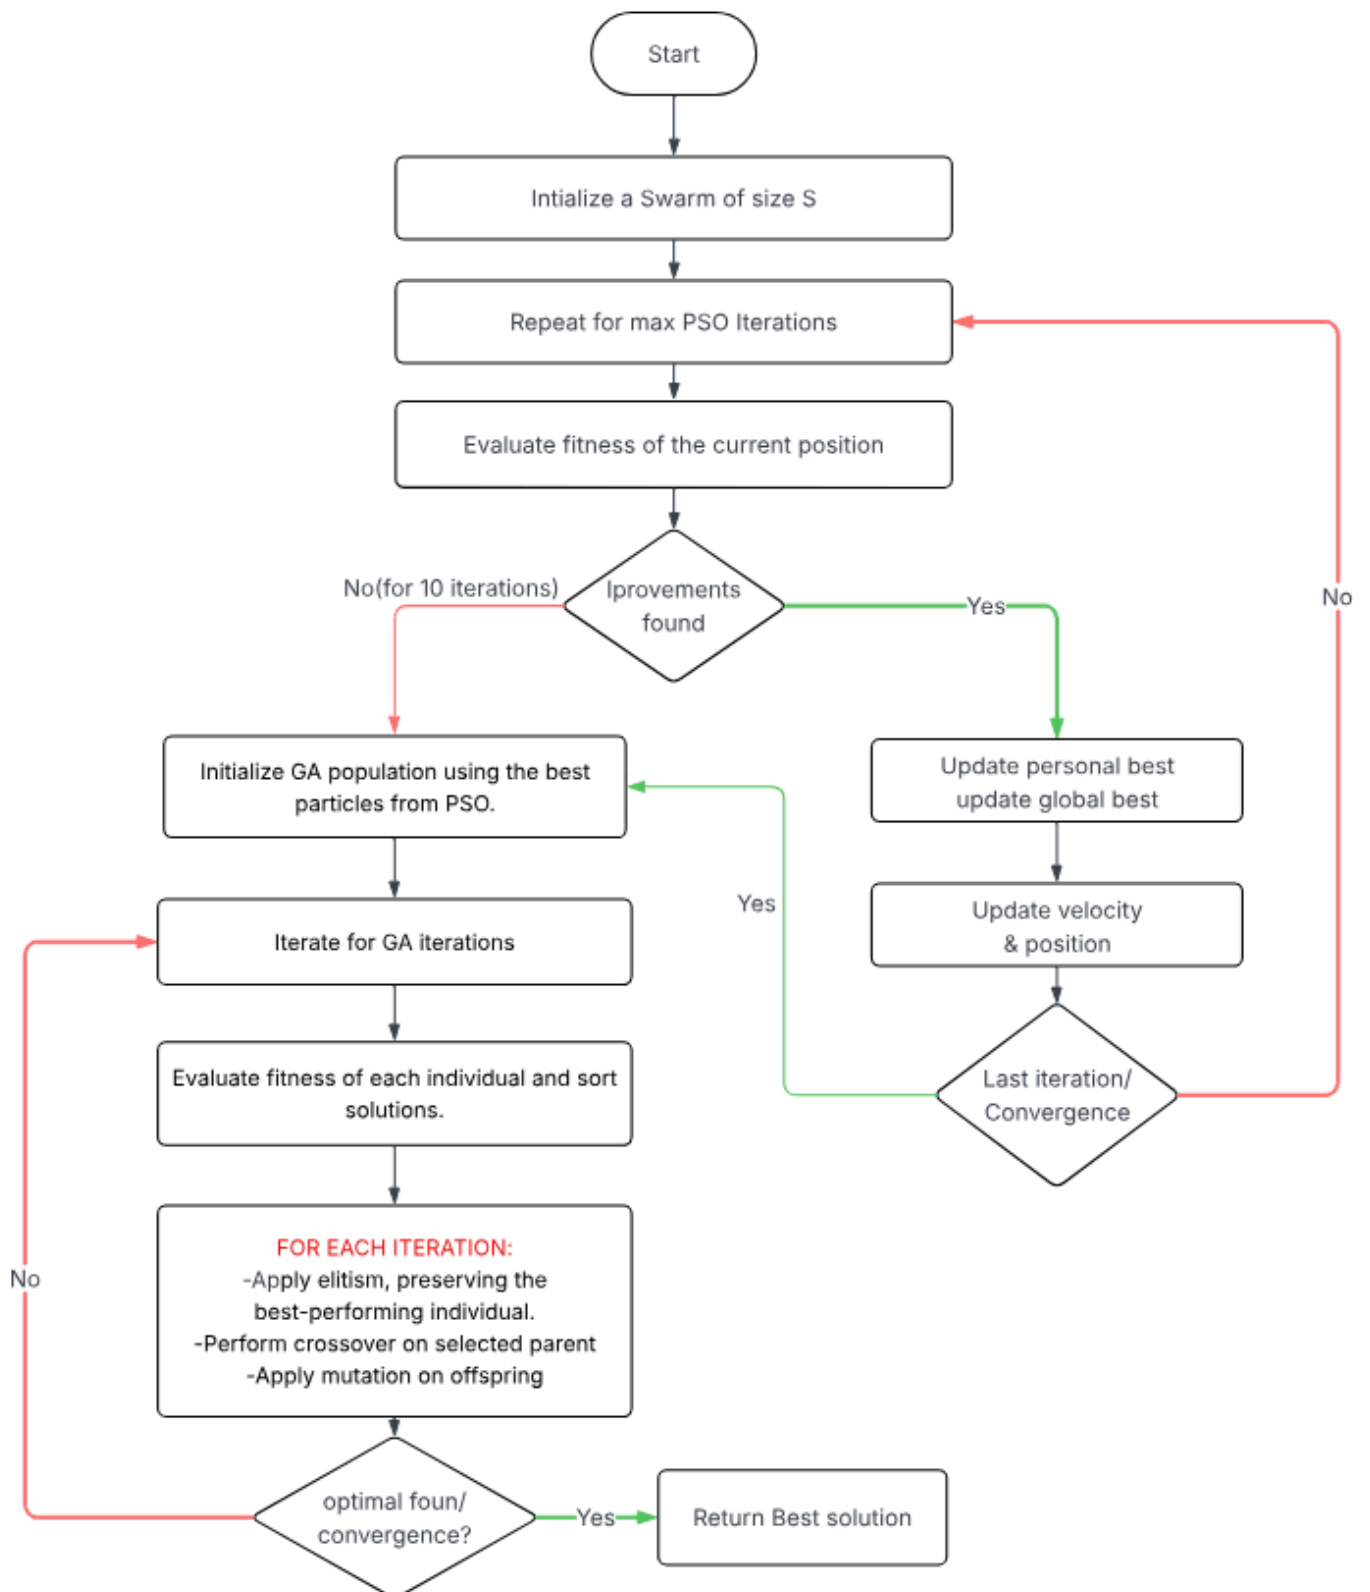 Start
Intialize a Swarm of size S
Repeat for max PSO Iterations
Evaluate fitness of the current position
No(for 10 iterations)
Iprovements
found
Yes
No
Initialize GA population using the best
particles from PSO.
Update personal best
update global best
Yes
Update velocity
& position
Iterate for GA iterations
Last iteration/
Convergence
Evaluate fitness of each individual and sort
solutions.
FOR EACH ITERATION:
-Apply elitism, preserving the
best-performing individual.
-Perform crossover on selected parent
-Apply mutation on offspring
No
optimal foun/
convergence?
Yes
Return Best solution